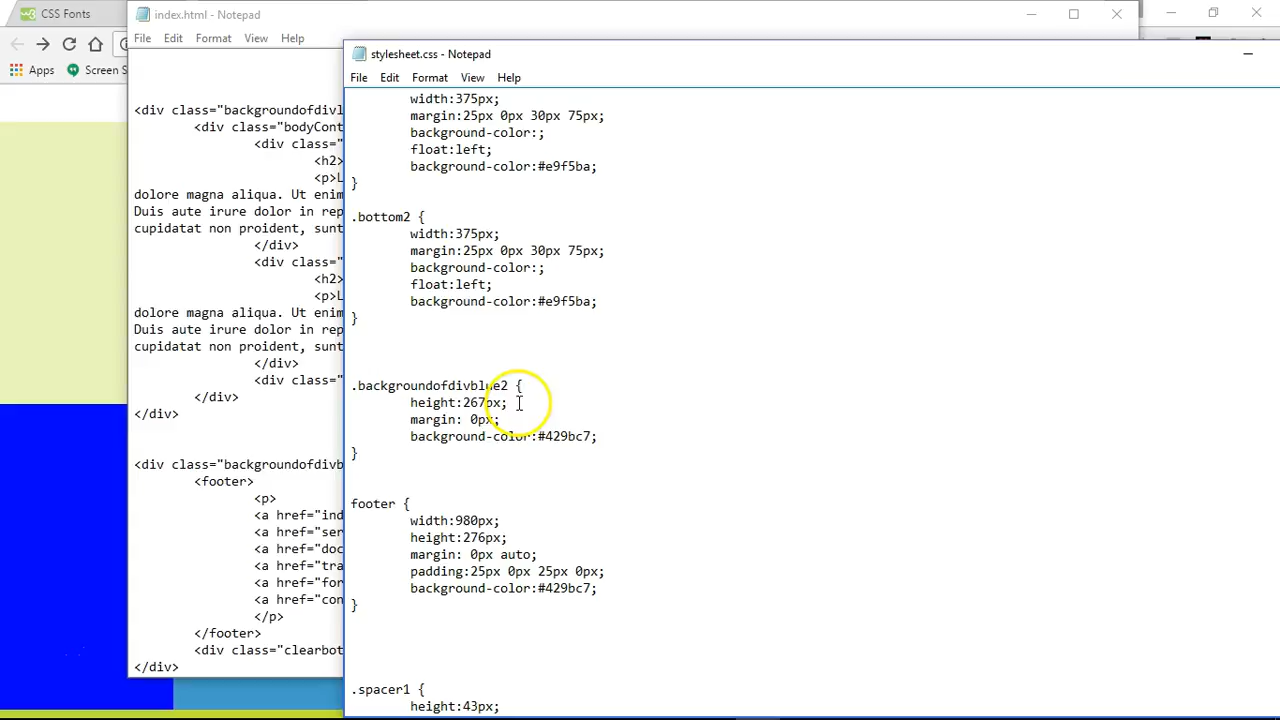 CSS Fonts
index.html - Notepad
File Edit Format View Help
Apps
Screen S
<div class="backgroundofdivl
<div class="bodyCont
<div class="
<h2>
<p>L
dolore magna aliqua. Ut enim
Duis aute irure dolor in rep
cupidatat non proident, sunt
</div>
<div class="
<h2>
<p>L
dolore magna aliqua. Ut enim
Duis aute irure dolor in rep
cupidatat non proident, sunt
</div>
<div class="
</div>
</div>
<div class="backgroundofdivb
<footer>
<p>
<a href="ind
<a href="ser
<a href="doc
<a href="tra
<a href="for
<a href="con
</p>
</footer>
<div class="clearbot
</div>
stylesheet.css - Notepad
File Edit Format View Help
width:375px;
margin:25px 0px 30px 75px;
background-color:;
float:left;
background-color:#e9f5ba;
}
.bottom2 {
width:375px;
margin:25px 0px 30px 75px;
background-color:;
float:left;
background-color:#e9f5ba;
}
.backgroundofdivblue2 {
height:267px;
margin: 0px;
background-color:#429bc7;
}
footer {
width:980px;
height:276px;
margin: 0px auto;
padding:25px 0px 25px 0px;
background-color:#429bc7;
}
.spacer1 {
height:43px;